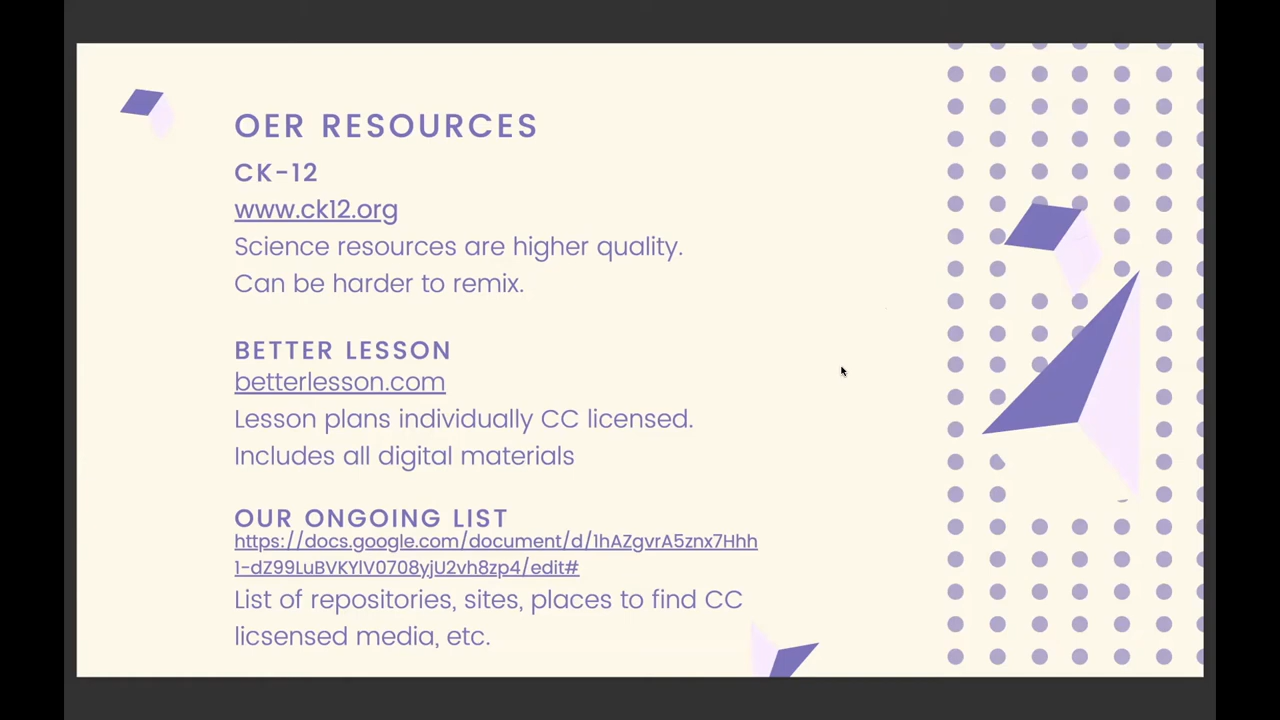 OER RESOURCES
CK-12
www.ck12.org
Science resources are higher quality.
Can be harder to remix.
BETTER LESSON
betterlesson.com
Lesson plans individually CC licensed.
Includes all digital materials
OUR ONGOING LIST
https://docs.google.com/document/d/1hAZgvrA5znx7Hhh
1-dZ99LuBVKYlV0708yjU2vh8zp4/edit#
List of repositories, sites, places to find CC
licsensed media, etc.